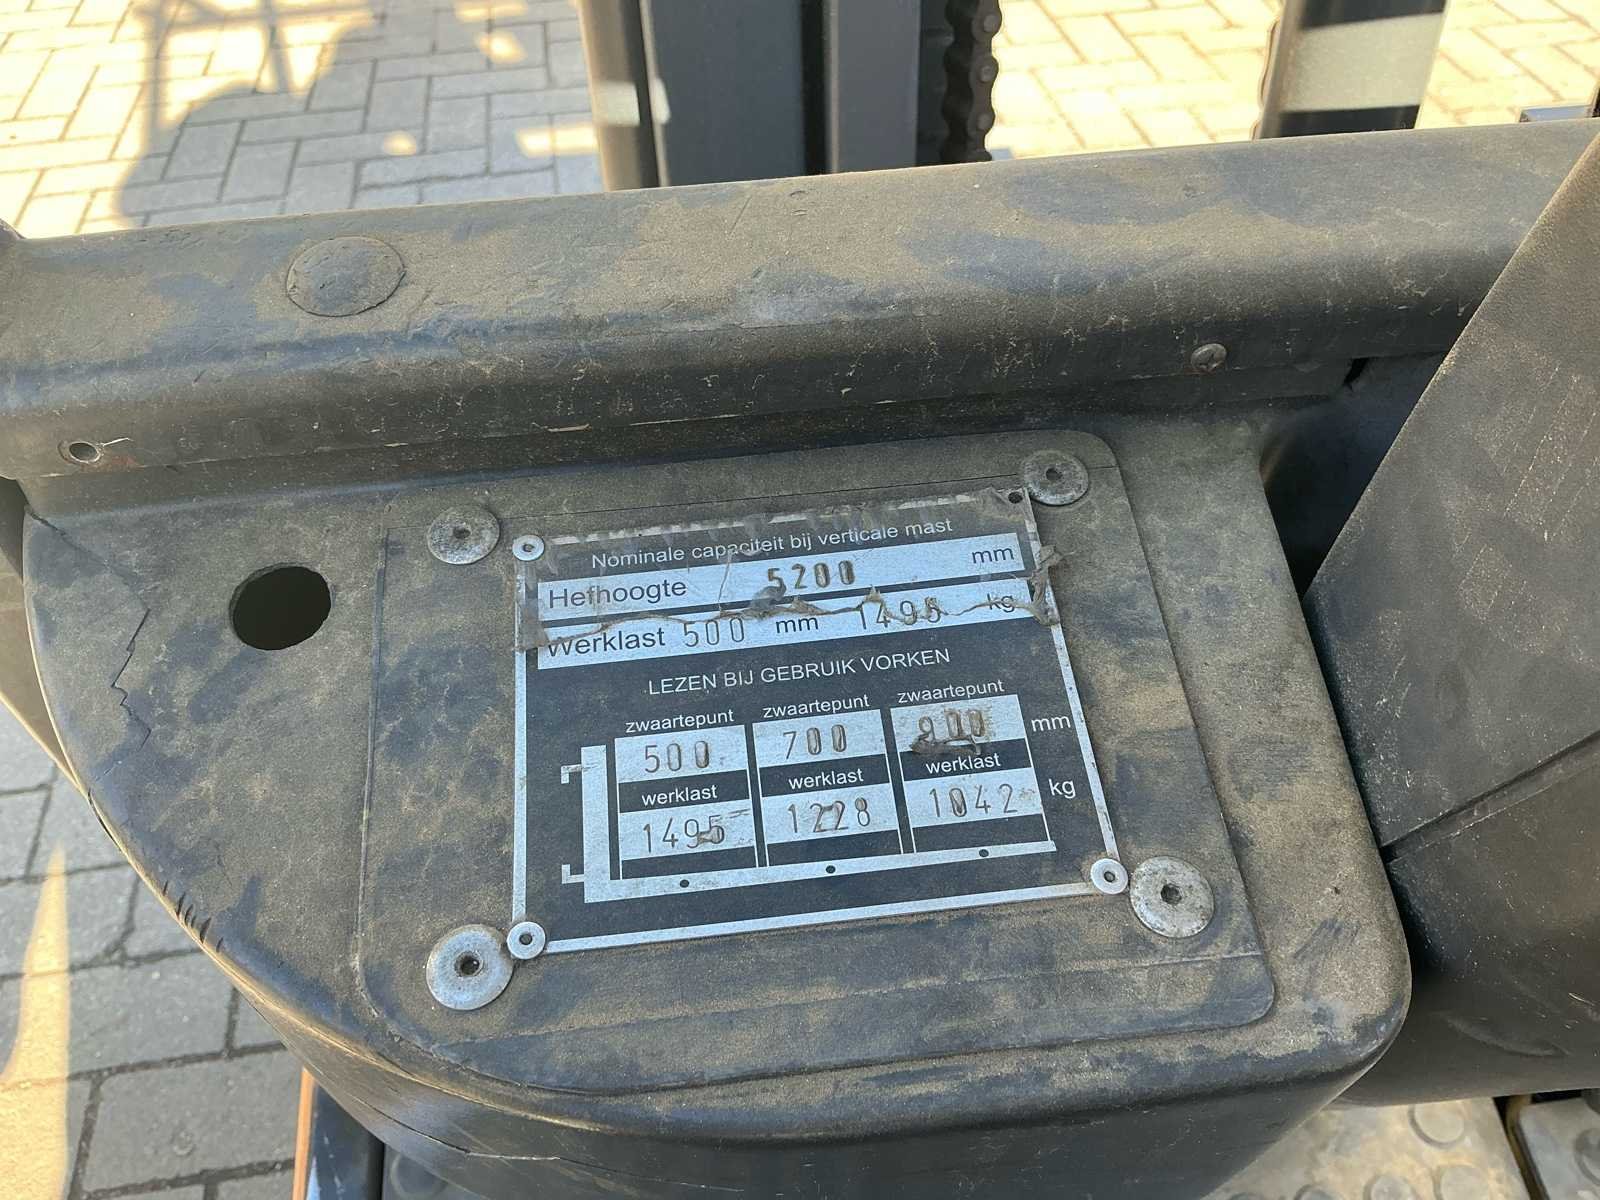 Nominale capaciteit bij verticale mast
Hefhoogte 5200 mm
Werklast 500 mm 1495 kg
LEZEN BIJ GEBRUIK VORKEN
zwaartepunt zwaartepunt zwaartepunt
500 700 900 mm
werklast werklast werklast
1495 1228 1042 kg